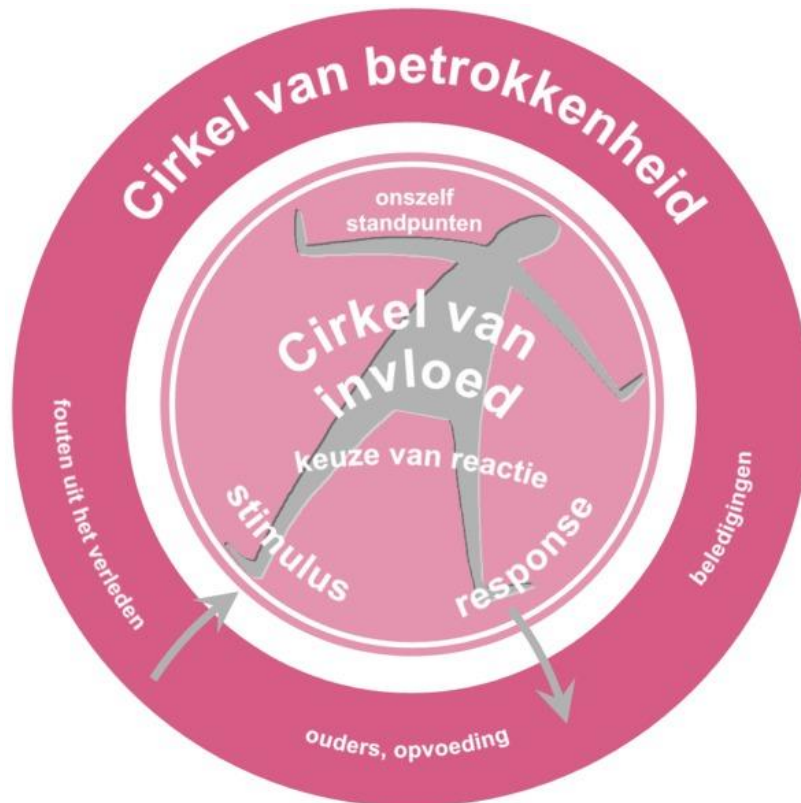 Cirkel van betrokkenheid
onszelf
standpunten
Cirkel van
invloed
keuze van reactie
stimulus
response
fouten uit het verleden
beledigingen
ouders, opvoeding